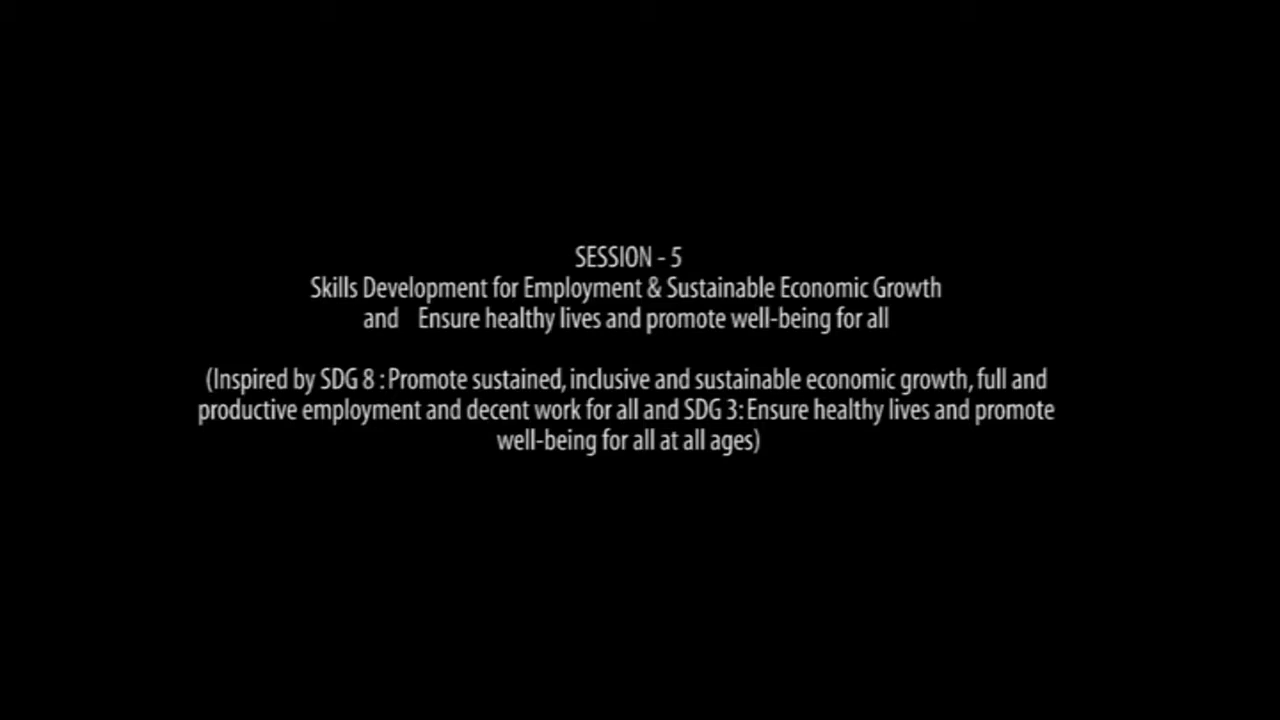 SESSION - 5
Skills Development for Employment & Sustainable Economic Growth
and Ensure healthy lives and promote well-being for all
(Inspired by SDG 8 : Promote sustained, inclusive and sustainable economic growth, full and
productive employment and decent work for all and SDG 3: Ensure healthy lives and promote
well-being for all at all ages)